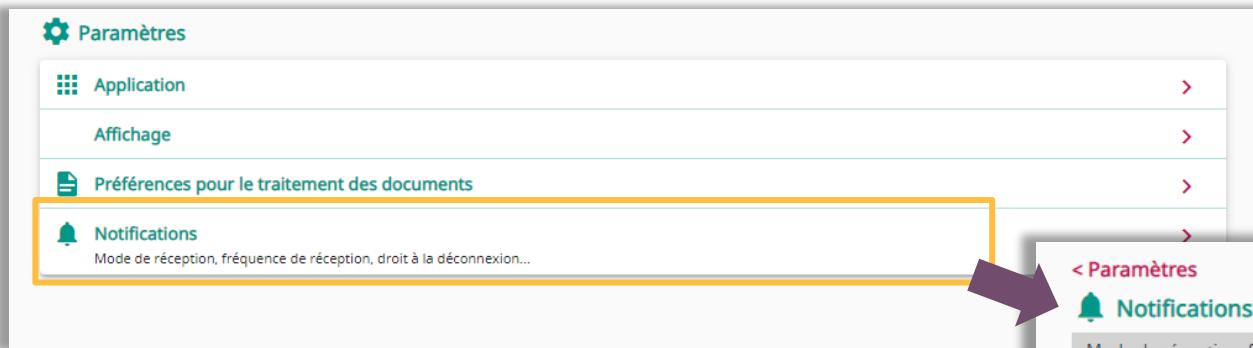 Paramètres
Application
Affichage
Préférences pour le traitement des documents
Notifications
Mode de réception, fréquence de réception, droit à la déconnexion...
< Paramètres
Notifications